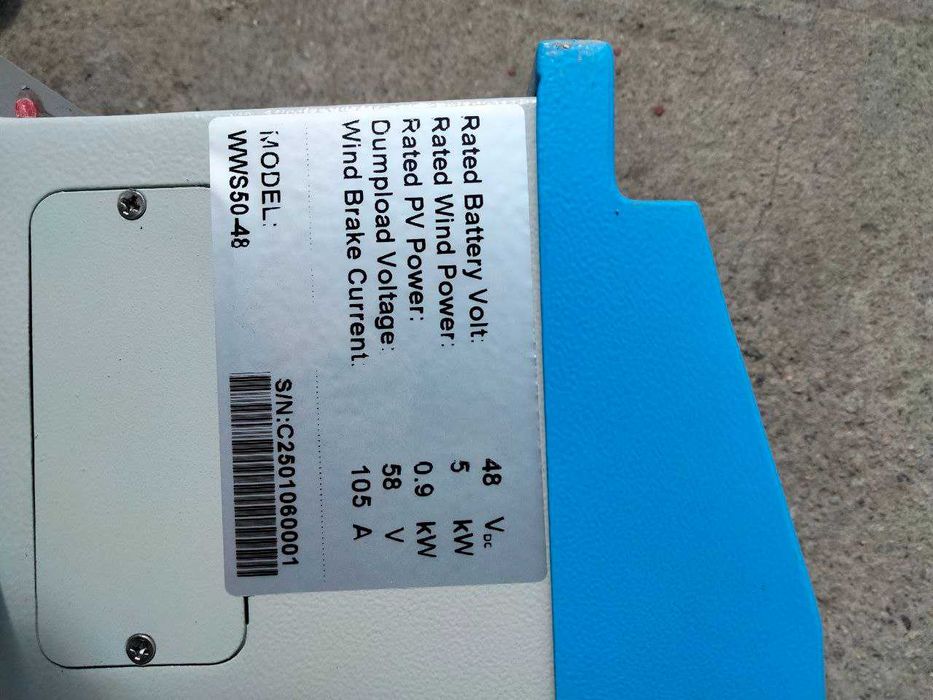 Rated Battery Volt: 48 VDC
Rated Wind Power: 5 kW
Rated PV Power: 0.9 kW
Dumpload Voltage: 58 V
Wind Brake Current: 105 A
MODEL: S/N:C2501060001
WWS50-48